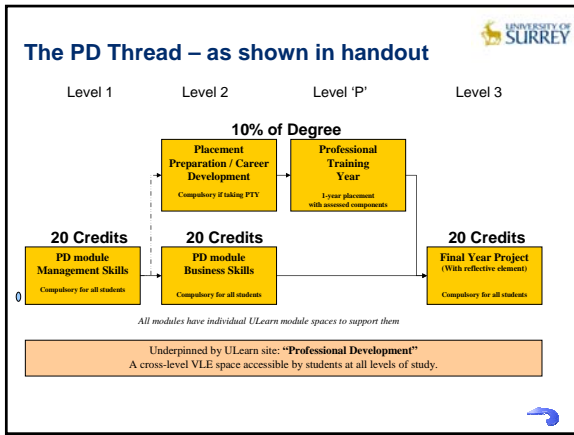 UNIVERSITY OF
SURREY
The PD Thread – as shown in handout
Level 1
Level 2
Level ‘P’
Level 3
10% of Degree
Placement
Preparation / Career
Development
Compulsory if taking PTY
Professional
Training
Year
1-year placement
with assessed components
20 Credits
PD module
Management Skills
Compulsory for all students
20 Credits
PD module
Business Skills
Compulsory for all students
20 Credits
Final Year Project
(With reflective element)
Compulsory for all students
All modules have individual ULearn module spaces to support them
Underpinned by ULearn site: “Professional Development”
A cross-level VLE space accessible by students at all levels of study.